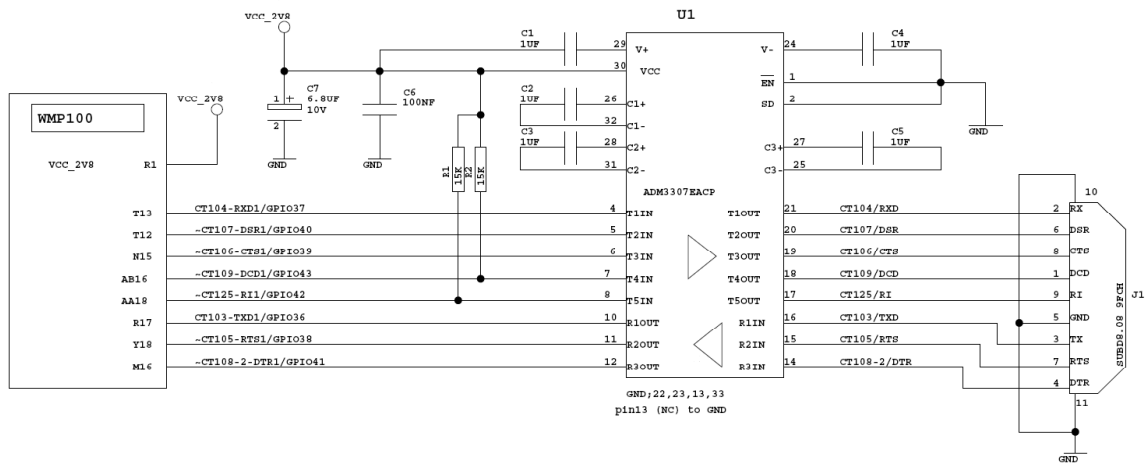 U1
VCC_2V8
C1
1UF
29
V+
V-
24
C4
1UF
30
VCC
EN
1
SD
2
GND
C7
6.8UF
10V
1
+
2
GND
C6
100NF
GND
VCC_2V8
WMP100
VCC_2V8
R1
C2
1UF
26
C1+
32
C1-
C3
1UF
28
C2+
31
C2-
C3+
27
C5
1UF
C3-
25
R1
15K
R2
15K
ADM3307EACP
10
T13
CT104-RXD1/GPIO37
4
T1IN
T1OUT
21
CT104/RXD
2
RX
T12
~CT107-DSR1/GPIO40
5
T2IN
T2OUT
20
CT107/DSR
6
DSR
N15
~CT106-CTS1/GPIO39
6
T3IN
T3OUT
19
CT106/CTS
8
CTS
AB16
~CT109-DCD1/GPIO43
7
T4IN
T4OUT
18
CT109/DCD
1
DCD
AA18
~CT125-RI1/GPIO42
8
T5IN
T5OUT
17
CT125/RI
9
RI
J1
R17
CT103-TXD1/GPIO36
10
R1OUT
R1IN
16
CT103/TXD
5
GND
Y18
~CT105-RTS1/GPIO38
11
R2OUT
R2IN
15
CT105/RTS
3
TX
M16
~CT108-2-DTR1/GPIO41
12
R3OUT
R3IN
14
CT108-2/DTR
7
RTS
4
DTR
SUBD8.08 9FCH
11
GND;22,23,13,33
pin13 (NC) to GND
GND